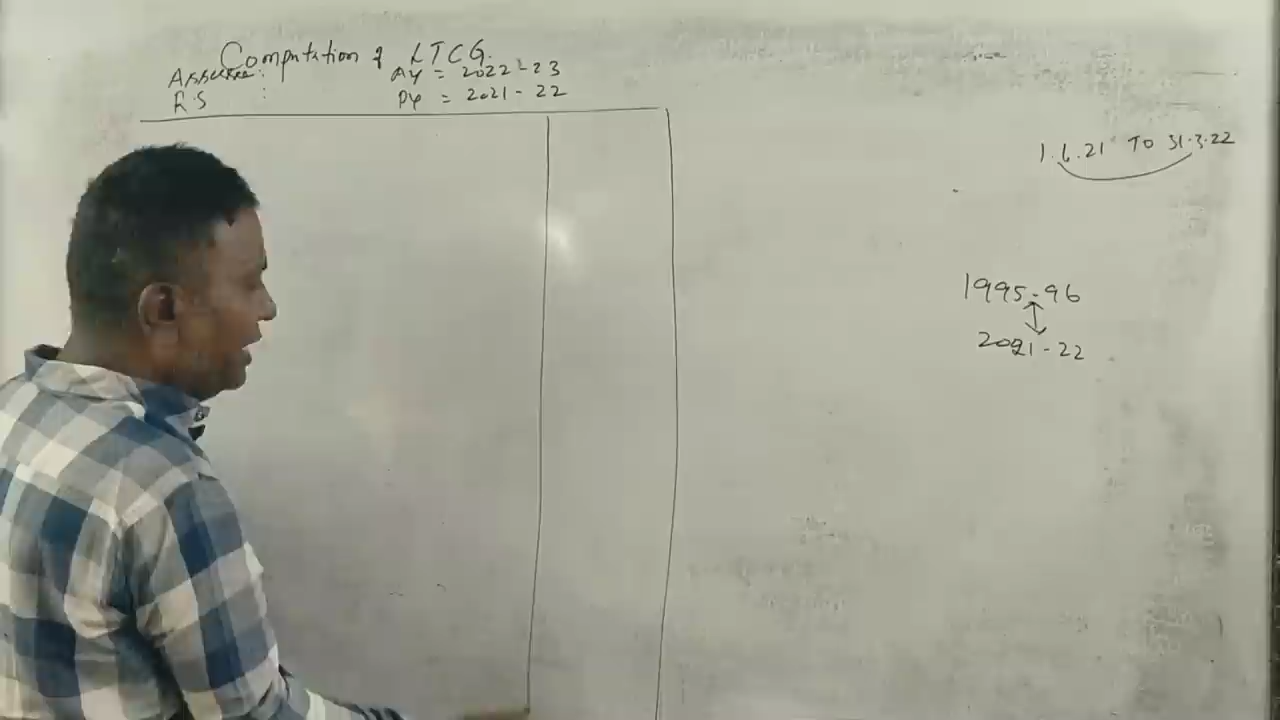 Computation of LTCG.
Assessee: AY = 2022-23
R.S : PY = 2021-22
1.6.21 TO 31.3.22
1995-96
2021-22